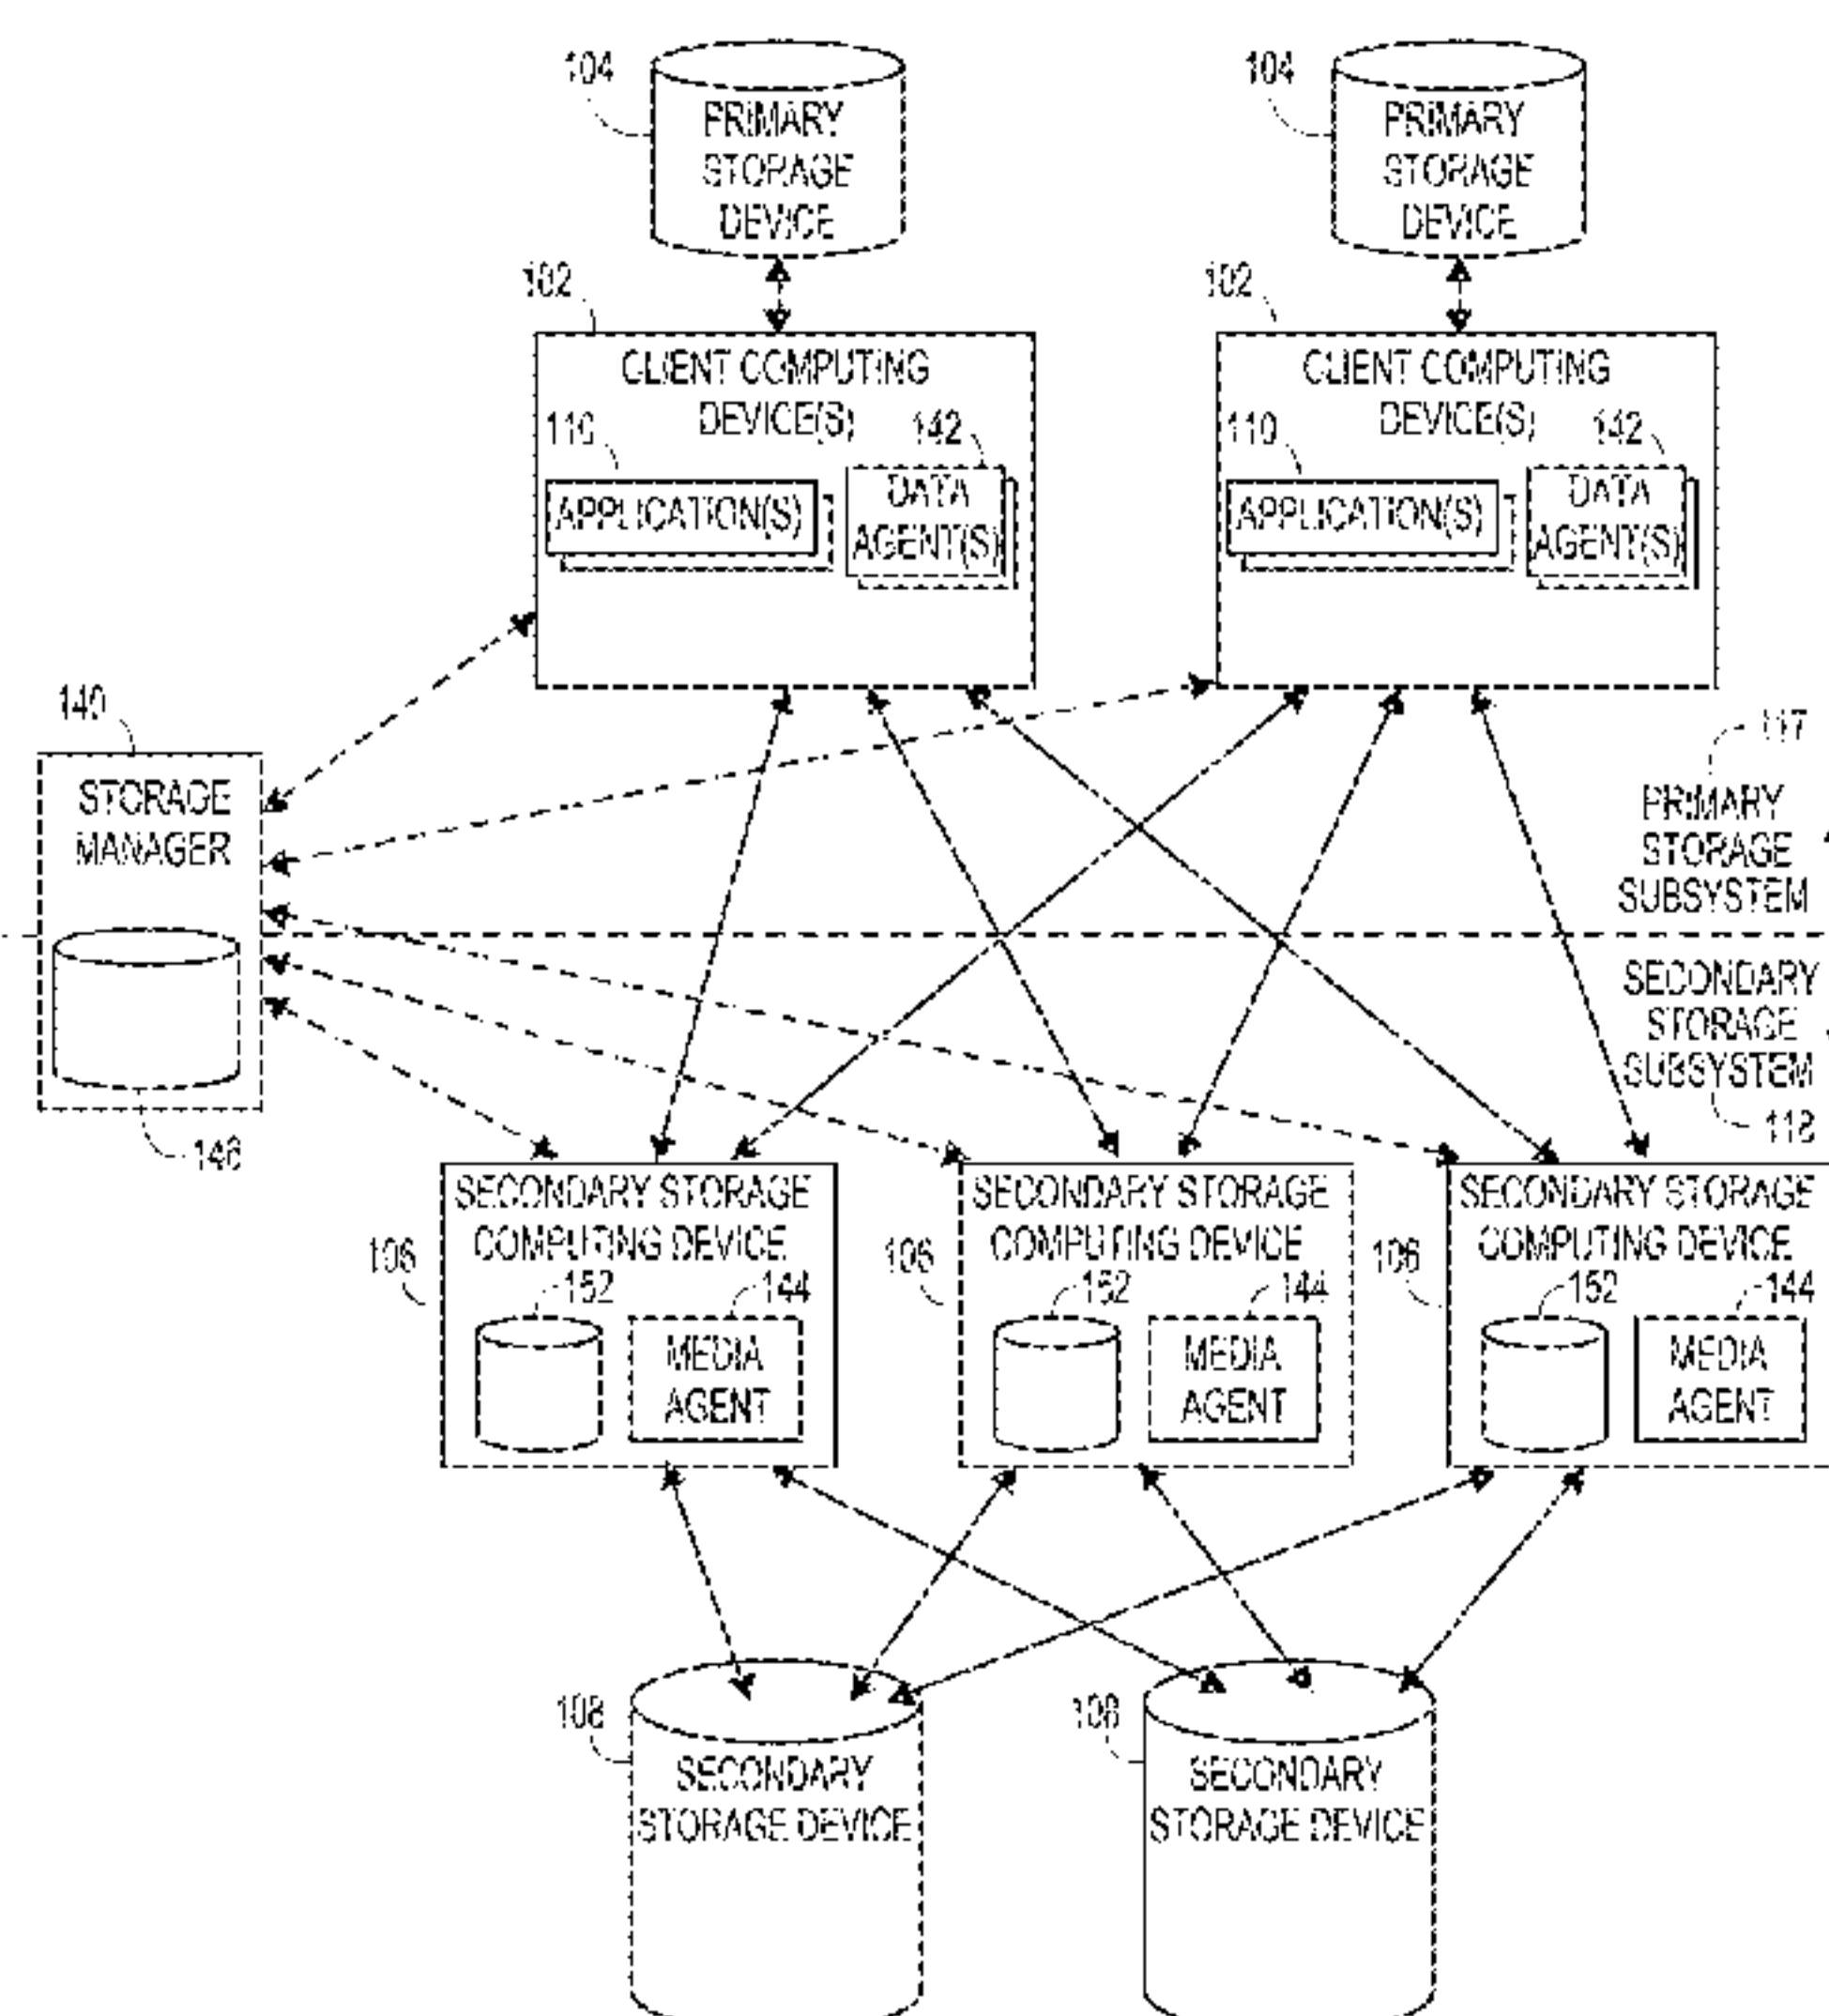 104
PRIMARY
STORAGE
DEVICE
104
PRIMARY
STORAGE
DEVICE
102
CLIENT COMPUTING
DEVICE(S)
110
142
APPLICATION(S)
DATA
AGENT(S)
102
CLIENT COMPUTING
DEVICE(S)
110
142
APPLICATION(S)
DATA
AGENT(S)
140
STORAGE
MANAGER
146
117
PRIMARY
STORAGE
SUBSYSTEM
SECONDARY
STORAGE
SUBSYSTEM
118
106
SECONDARY STORAGE
COMPUTING DEVICE
152
144
MEDIA
AGENT
106
SECONDARY STORAGE
COMPUTING DEVICE
152
144
MEDIA
AGENT
106
SECONDARY STORAGE
COMPUTING DEVICE
152
144
MEDIA
AGENT
108
SECONDARY
STORAGE DEVICE
108
SECONDARY
STORAGE DEVICE